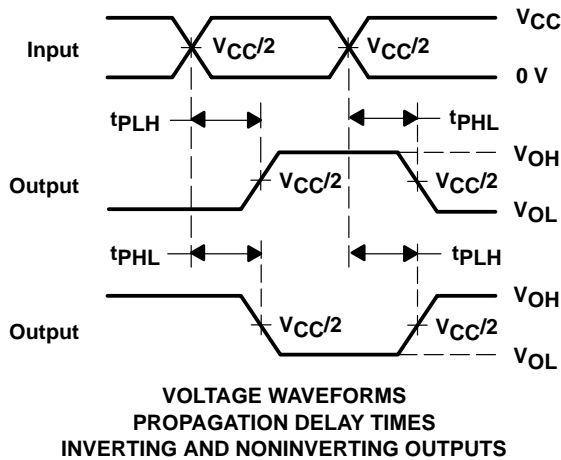 VCC
Input VCC/2 VCC/2
0 V
tPLH tPHL
VOH
Output VCC/2 VCC/2
VOL
tPHL tPLH
VOH
Output VCC/2 VCC/2
VOL
VOLTAGE WAVEFORMS
PROPAGATION DELAY TIMES
INVERTING AND NONINVERTING OUTPUTS